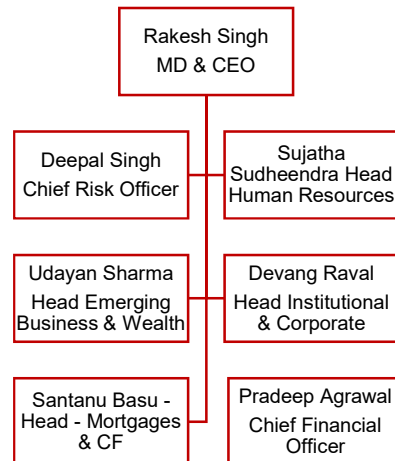 Rakesh Singh
MD & CEO
Deepal Singh
Chief Risk Officer
Sujatha
Sudheendra Head
Human Resources
Udayan Sharma
Head Emerging
Business & Wealth
Devang Raval
Head Institutional
& Corporate
Santanu Basu -
Head - Mortgages
& CF
Pradeep Agrawal
Chief Financial
Officer